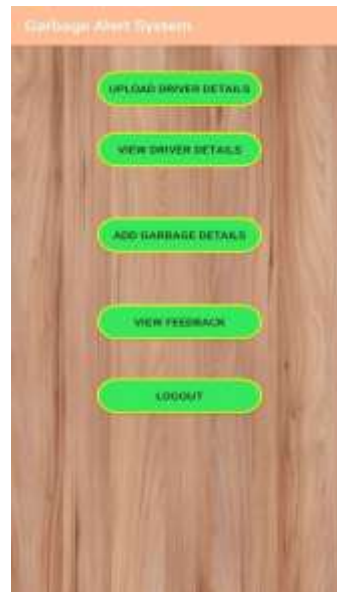 Garbage Alert System
UPLOAD DRIVER DETAILS
VIEW DRIVER DETAILS
ADD GARBAGE DETAILS
VIEW FEEDBACK
LOGOUT